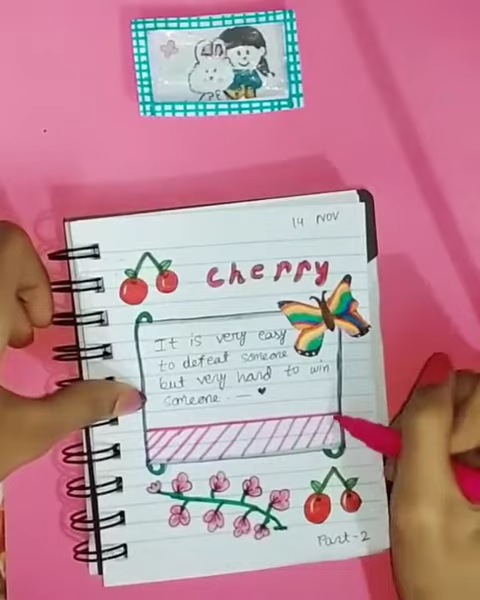 14 NOV
Cherry
It is very easy
to defeat someone
but very hard to win
someone. — ♥
Part-2